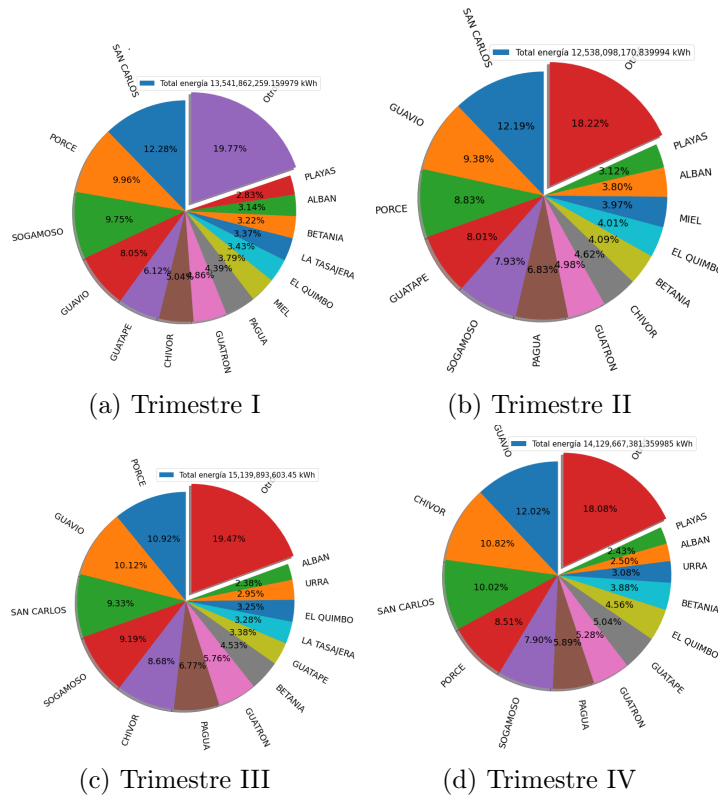 SAN CARLOS
Total energía 13,541,862,259.159979 kWh
PORCE
SOGAMOSO
GUAVIO
GUATAPE
CHIVOR
GUATRON
PAGUA
MIEL
EL QUIMBO
LA TASAJERA
BETANIA
ALBAN
PLAYAS
12.28%
9.96%
9.75%
8.05%
6.12%
5.04%
4.86%
4.39%
3.79%
3.43%
3.37%
3.22%
3.14%
2.83%
19.77%
(a) Trimestre I
SAN CARLOS
Total energía 12,538,098,170.839994 kWh
GUAVIO
PORCE
GUATAPE
SOGAMOSO
PAGUA
GUATRON
CHIVOR
BETANIA
EL QUIMBO
MIEL
ALBAN
PLAYAS
12.19%
9.38%
8.83%
8.01%
7.93%
6.83%
4.98%
4.62%
4.09%
4.01%
3.97%
3.80%
3.12%
18.22%
(b) Trimestre II
PORCE
Total energía 15,139,893,603.45 kWh
GUAVIO
SAN CARLOS
SOGAMOSO
CHIVOR
PAGUA
GUATRON
BETANIA
GUATAPE
LA TASAJERA
EL QUIMBO
URRA
ALBAN
10.92%
10.12%
9.33%
9.19%
8.68%
6.77%
5.76%
4.53%
3.38%
3.28%
3.25%
2.95%
2.38%
19.47%
(c) Trimestre III
GUAVIO
Total energía 14,129,667,381.359985 kWh
CHIVOR
SAN CARLOS
PORCE
SOGAMOSO
PAGUA
GUATRON
GUATAPE
EL QUIMBO
BETANIA
URRA
ALBAN
PLAYAS
12.02%
10.82%
10.02%
8.51%
7.90%
5.89%
5.28%
5.04%
4.56%
3.88%
3.08%
2.50%
2.43%
18.08%
(d) Trimestre IV